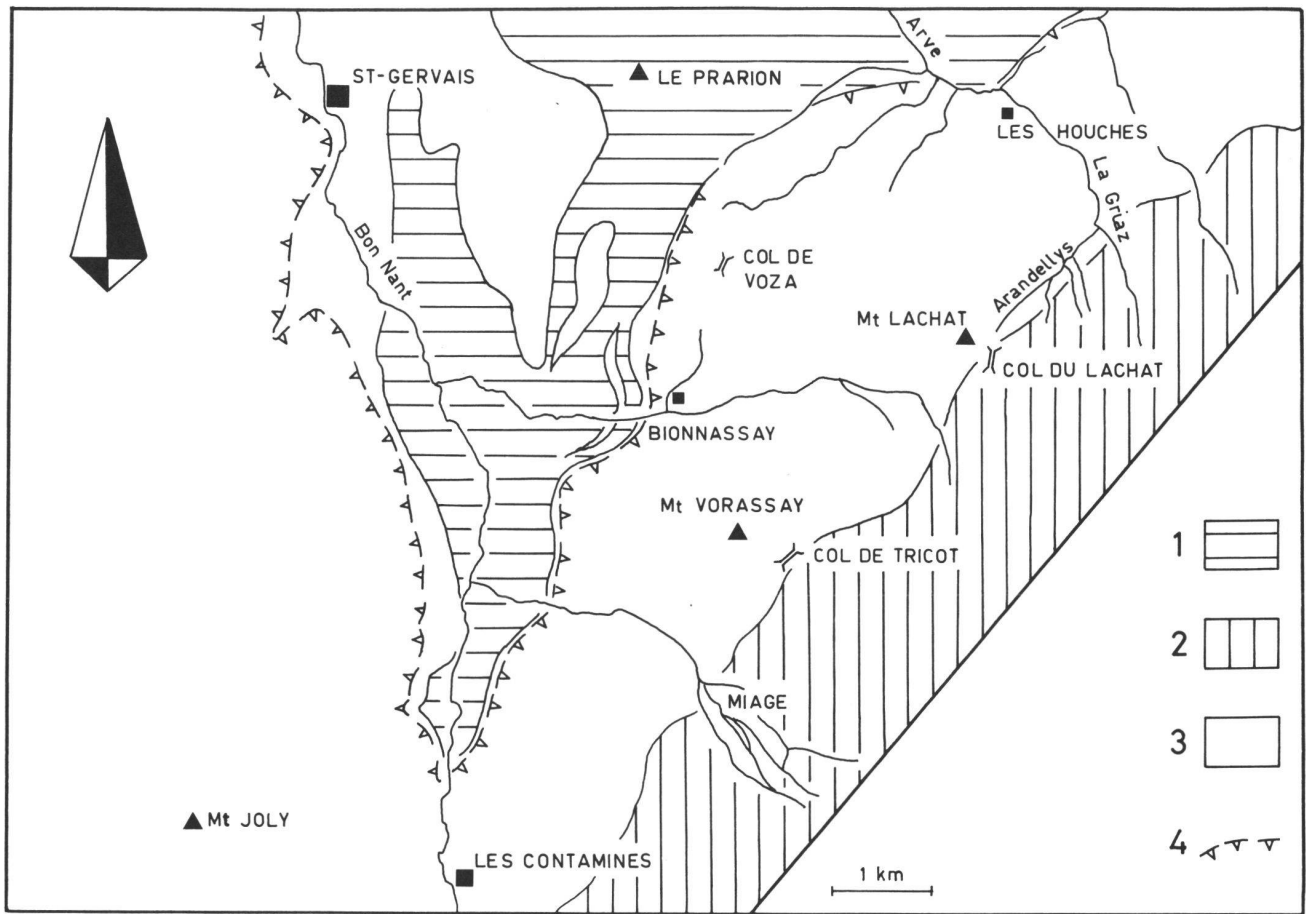 Arve
ST-GERVAIS
LE PRARION
LES HOUCHES
La Griaz
Bon Nant
COL DE
VOZA
Arandellys
Mt LACHAT
COL DU LACHAT
BIONNASSAY
Mt VORASSAY
COL DE TRICOT
1
2
MIAGE
3
Mt JOLY
4
LES CONTAMINES
1 km